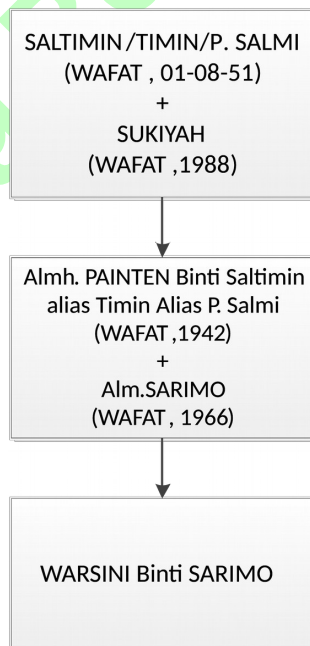 SALTIMIN/TIMIN/P. SALMI
(WAFAT , 01-08-51)
+
SUKIYAH
(WAFAT ,1988)
Almh. PAINTEN Binti Saltimin
alias Timin Alias P. Salmi
(WAFAT,1942)
+
Alm.SARIMO
(WAFAT, 1966)
WARSINI Binti SARIMO